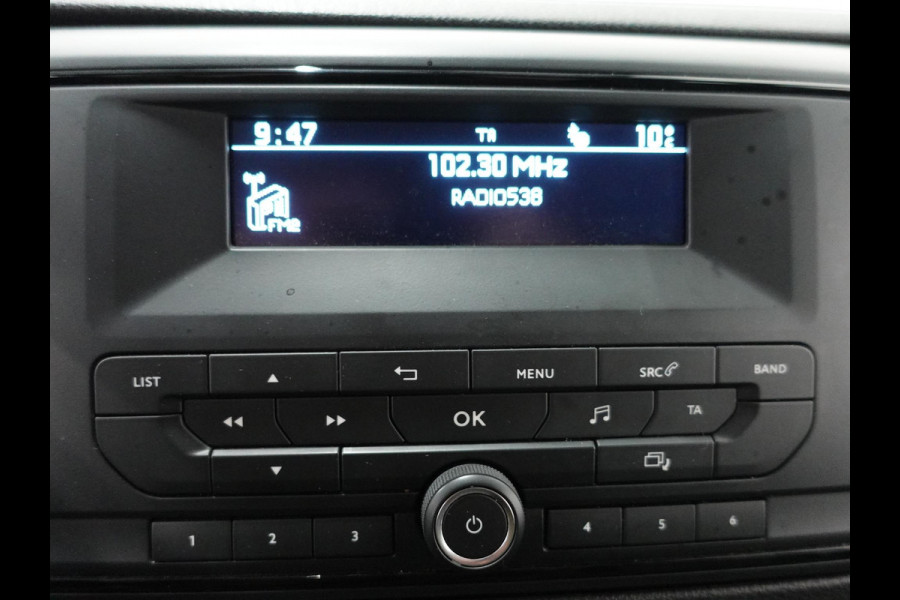 9:47 TA 10°C
102.30 MHz
RADIO538
FM2
LIST MENU SRC BAND
OK TA
1 2 3 4 5 6